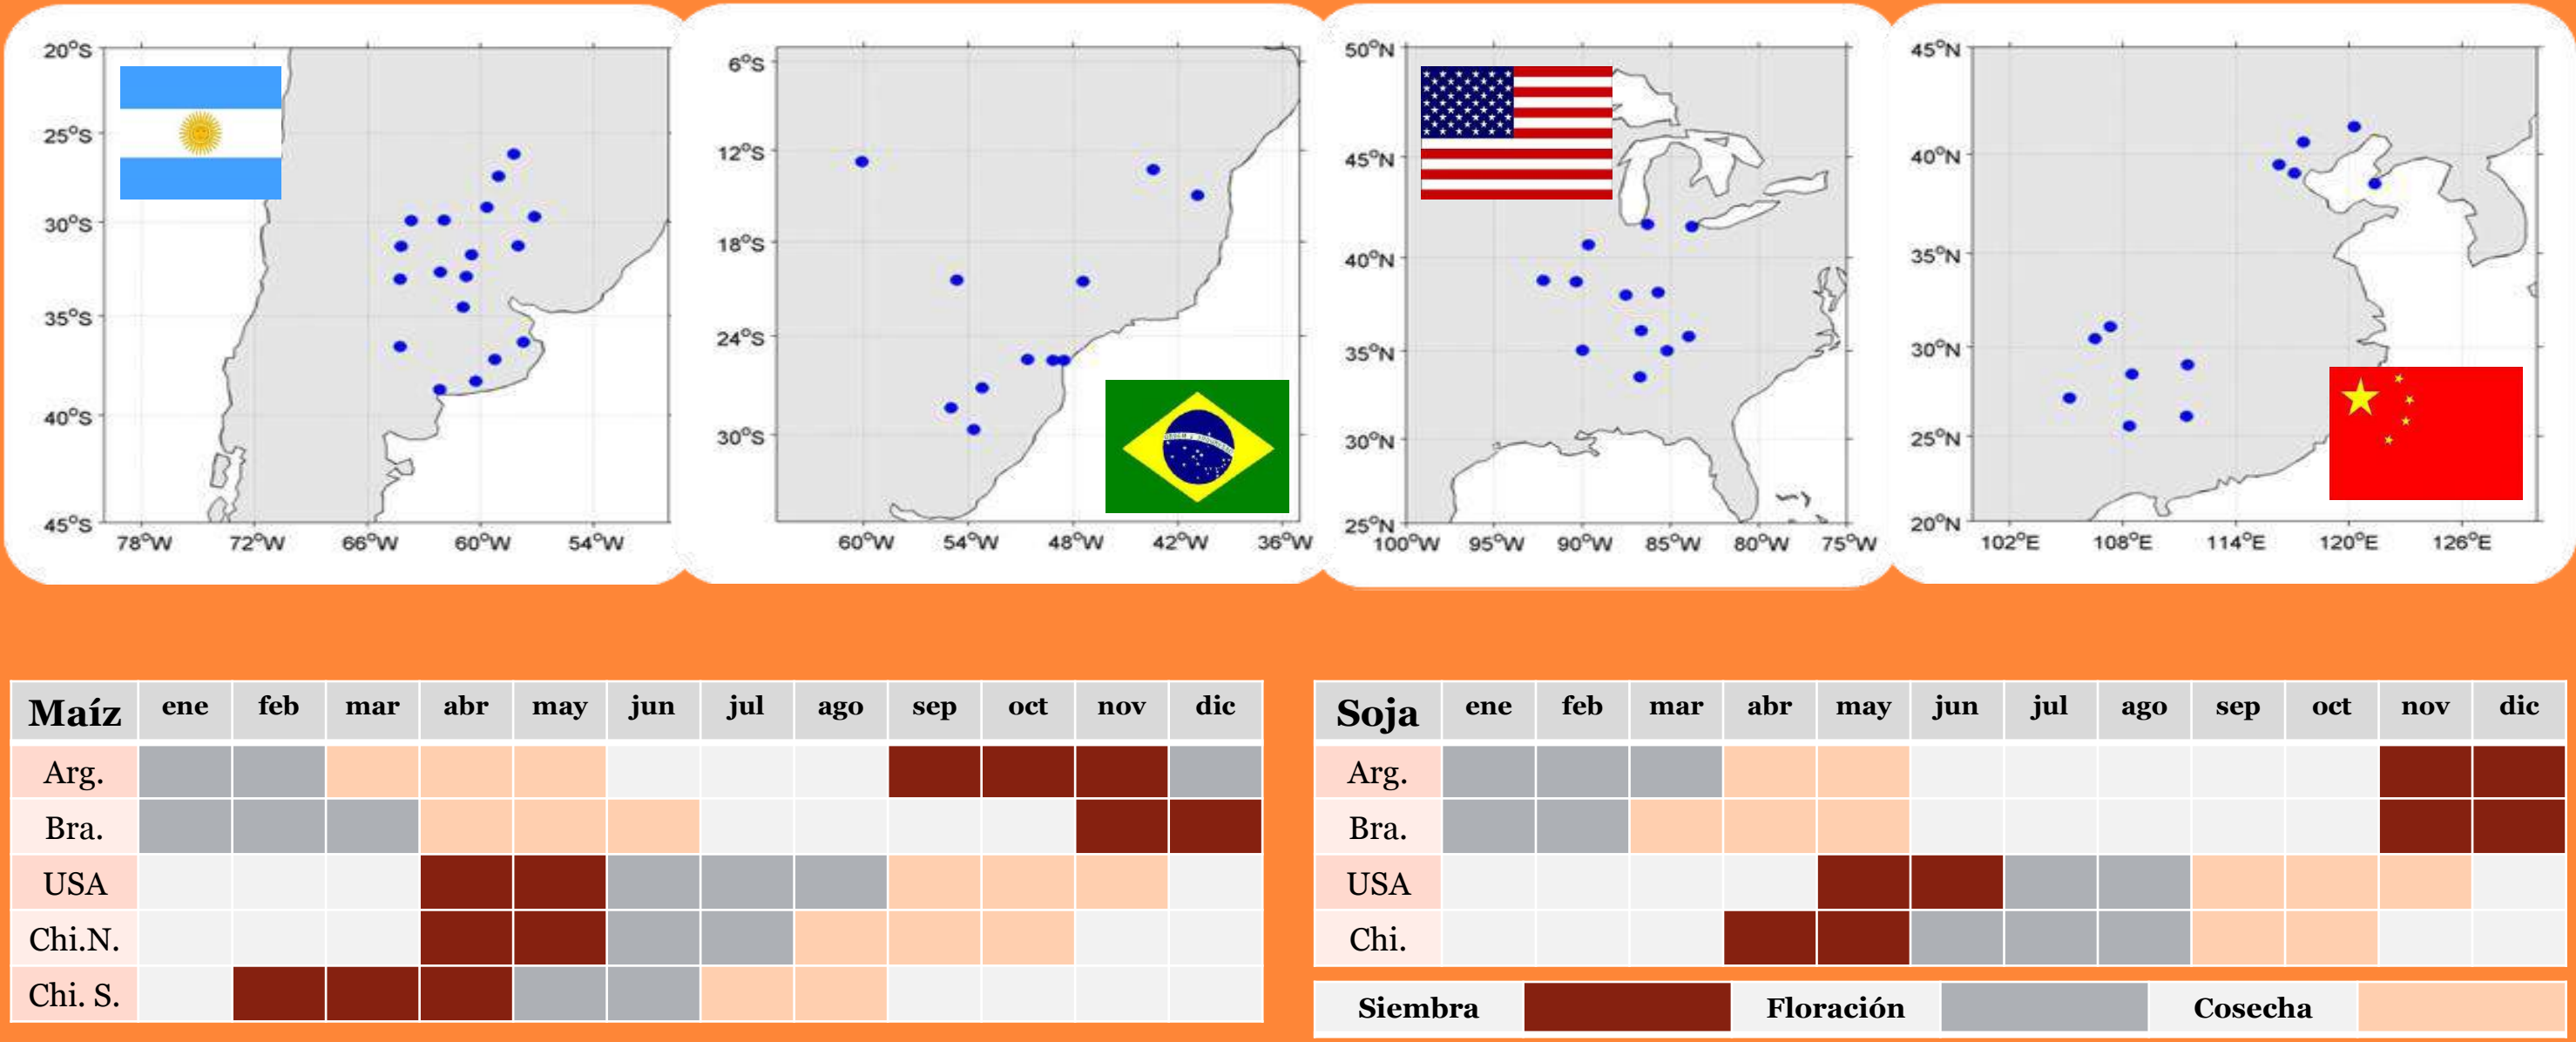 20°S
25°S
30°S
35°S
40°S
45°S
78°W 72°W 66°W 60°W 54°W
6°S
12°S
18°S
24°S
30°S
60°W 54°W 48°W 42°W 36°W
50°N
45°N
40°N
35°N
30°N
25°N
100°W 95°W 90°W 85°W 80°W 75°W
45°N
40°N
35°N
30°N
25°N
20°N
102°E 108°E 114°E 120°E 126°E
Maíz ene feb mar abr may jun jul ago sep oct nov dic
Arg.
Bra.
USA
Chi.N.
Chi. S.
Soja ene feb mar abr may jun jul ago sep oct nov dic
Arg.
Bra.
USA
Chi.
Siembra Floración Cosecha